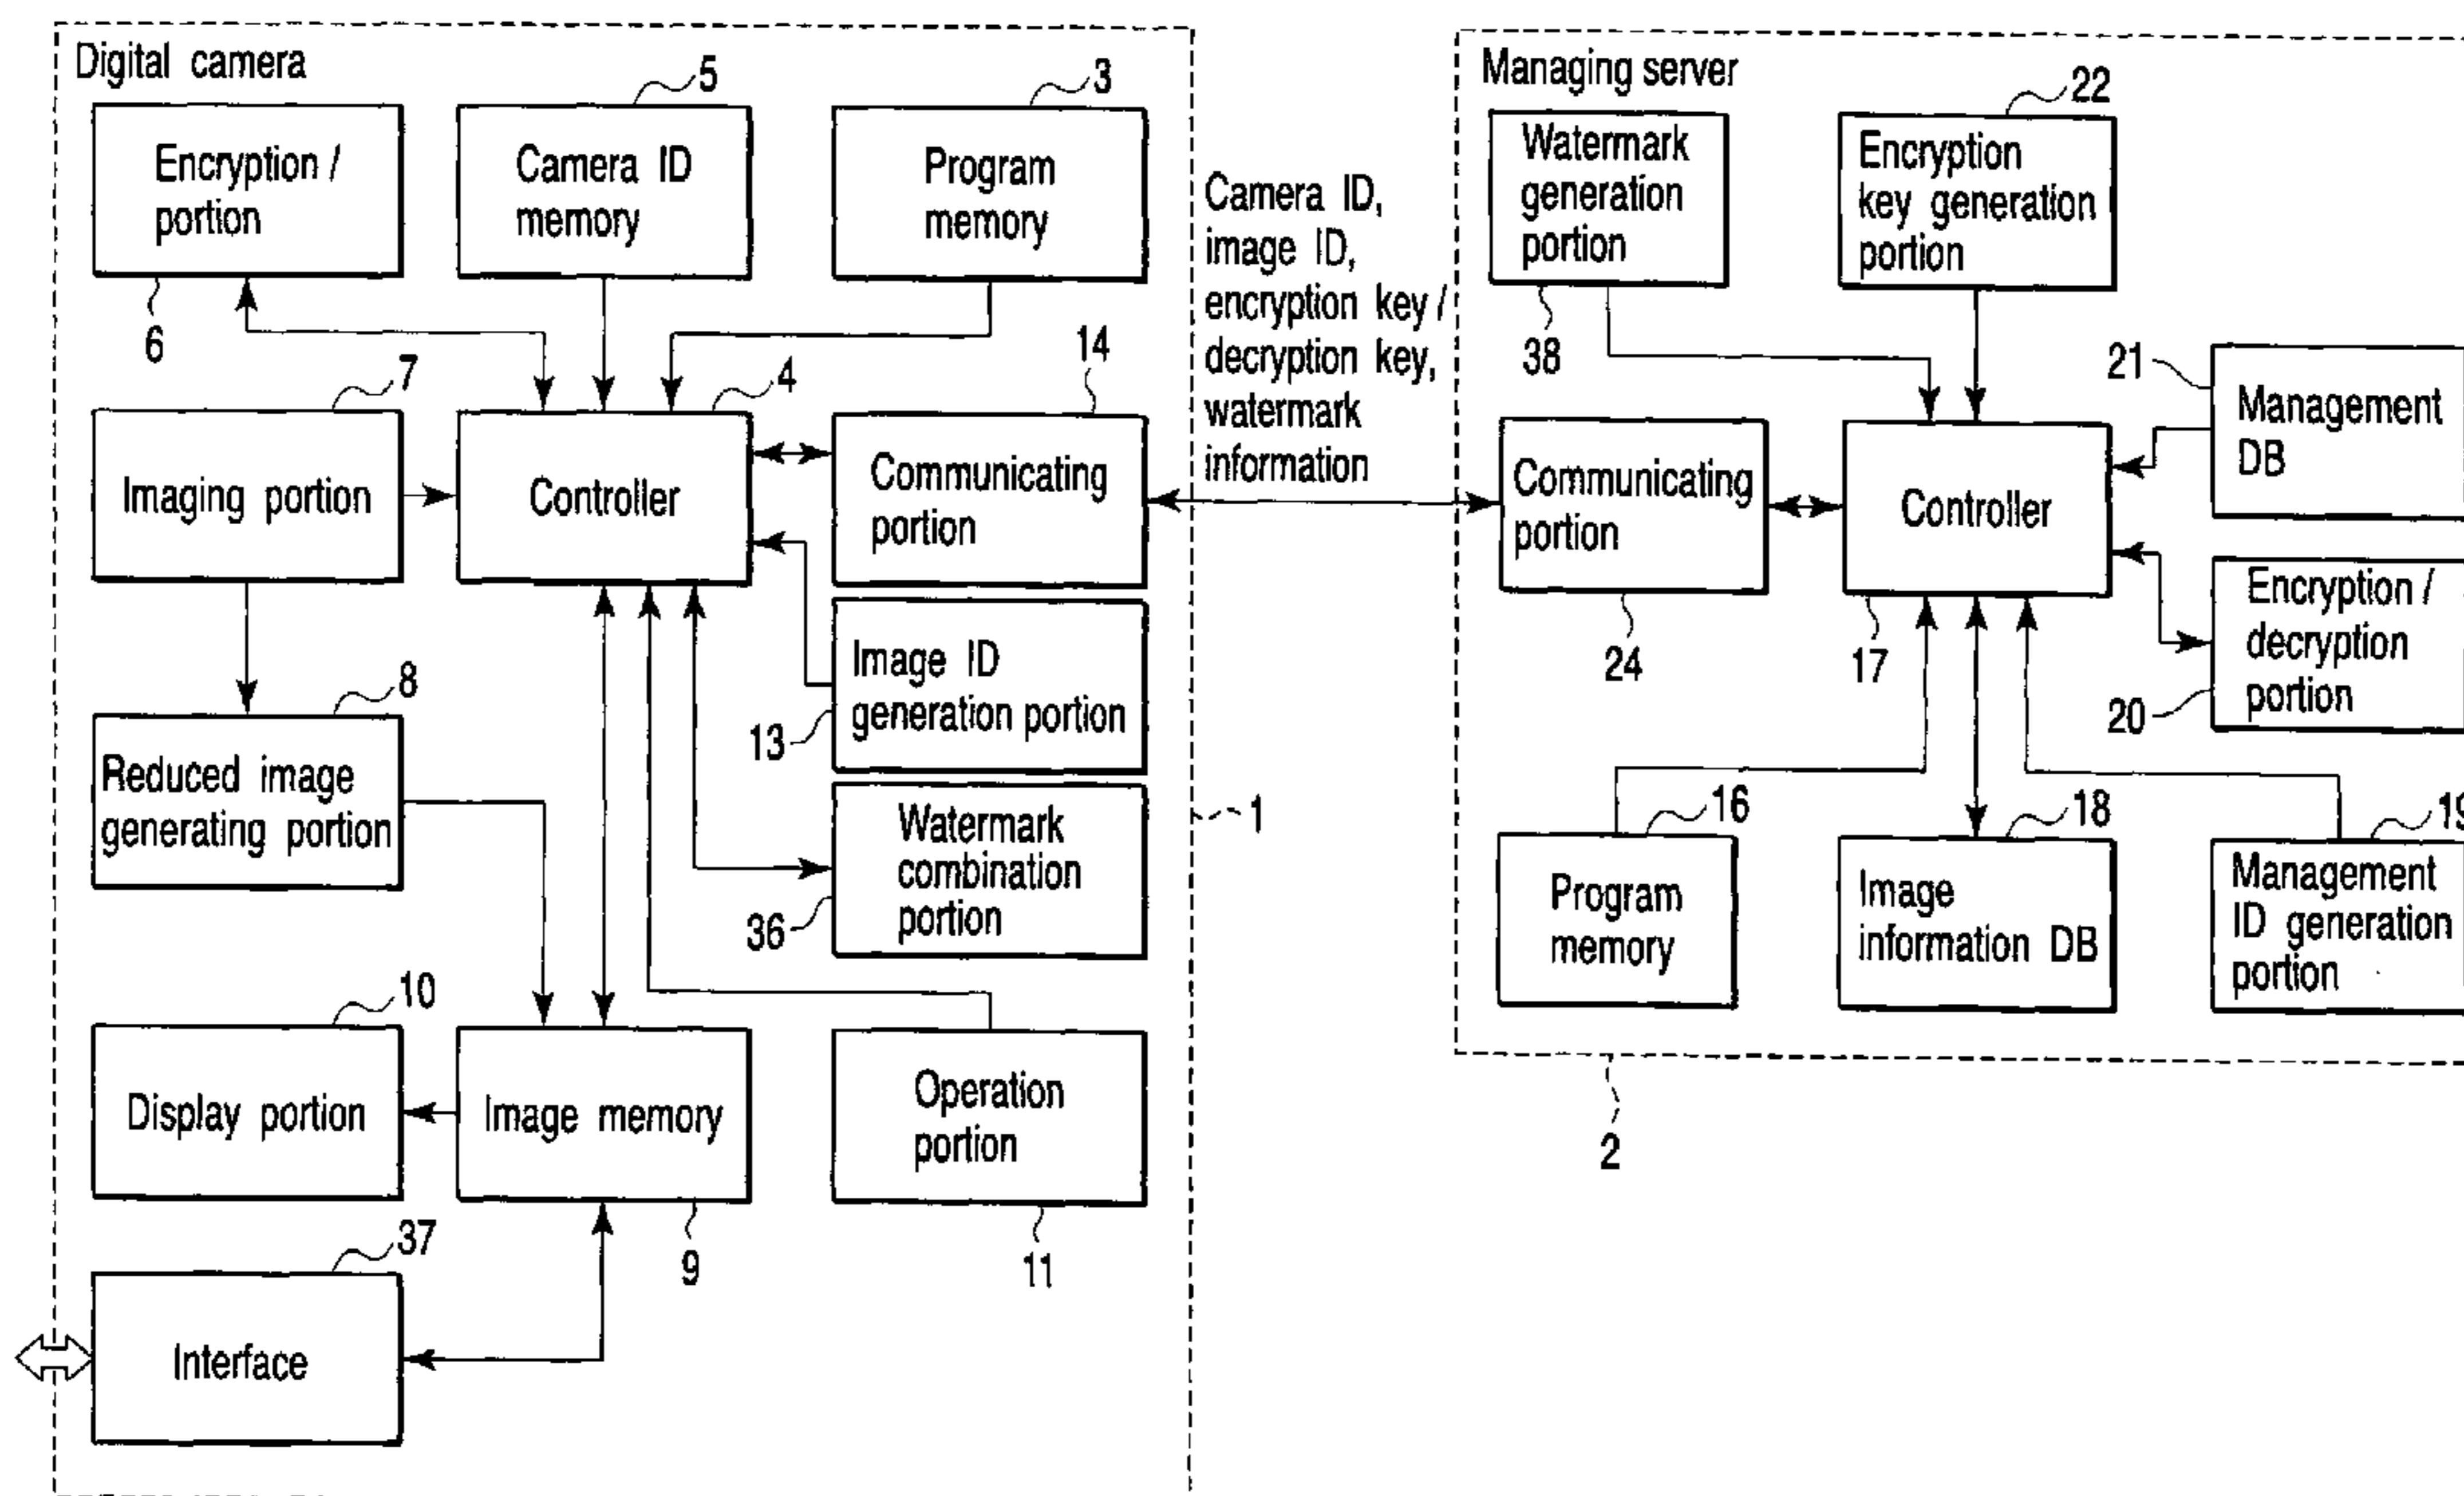 Digital camera
5
3
Encryption /
portion
Camera ID
memory
Program
memory
6
7
4
14
Imaging portion
Controller
Communicating
portion
8
Image ID
generation portion
13
Reduced image
generating portion
Watermark
combination
portion
36
1
10
Display portion
Image memory
Operation
portion
37
9
11
Interface
Camera ID,
image ID,
encryption key /
decryption key,
watermark
information
Managing server
22
Watermark
generation
portion
Encryption
key generation
portion
38
21
Management
DB
Communicating
portion
Controller
24
17
Encryption /
decryption
portion
20
16
18
19
Program
memory
Image
information DB
Management
ID generation
portion
2